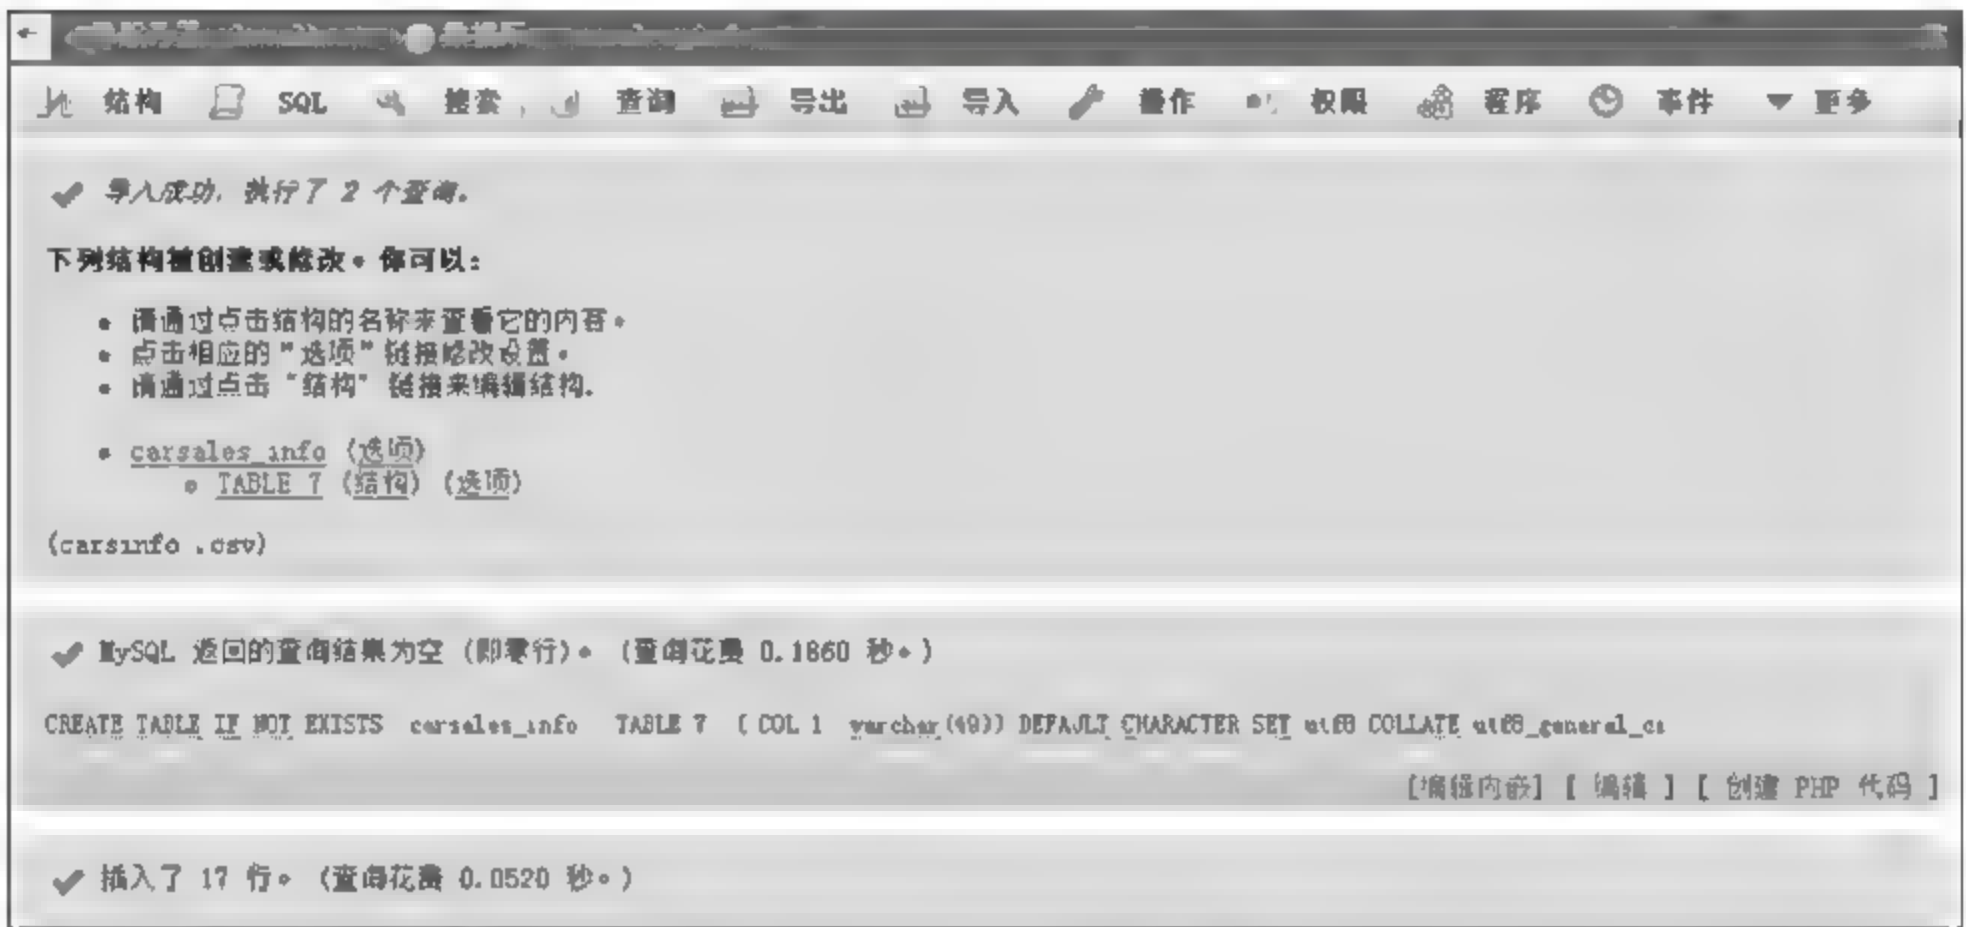 结构 SQL 搜索 查询 导出 导入 操作 权限 程序 事件 更多
导入成功，执行了 2 个查询。
下列结构被创建或修改。你可以：
请通过点击结构的名称来查看它的内容。
点击相应的"选项"链接修改设置。
请通过点击 "结构" 链接来编辑结构.
carsales_info (选项)
TABLE 7 (结构) (选项)
(carsinfo .csv)
MySQL 返回的查询结果为空 (即零行)。 (查询花费 0.1860 秒。)
CREATE TABLE IF NOT EXISTS carsales_info TABLE 7 ( COL 1 varchar(49)) DEFAULT CHARACTER SET utf8 COLLATE utf8_general_ci
[编辑内嵌] [ 编辑 ] [ 创建 PHP 代码 ]
插入了 17 行。 (查询花费 0.0520 秒。)